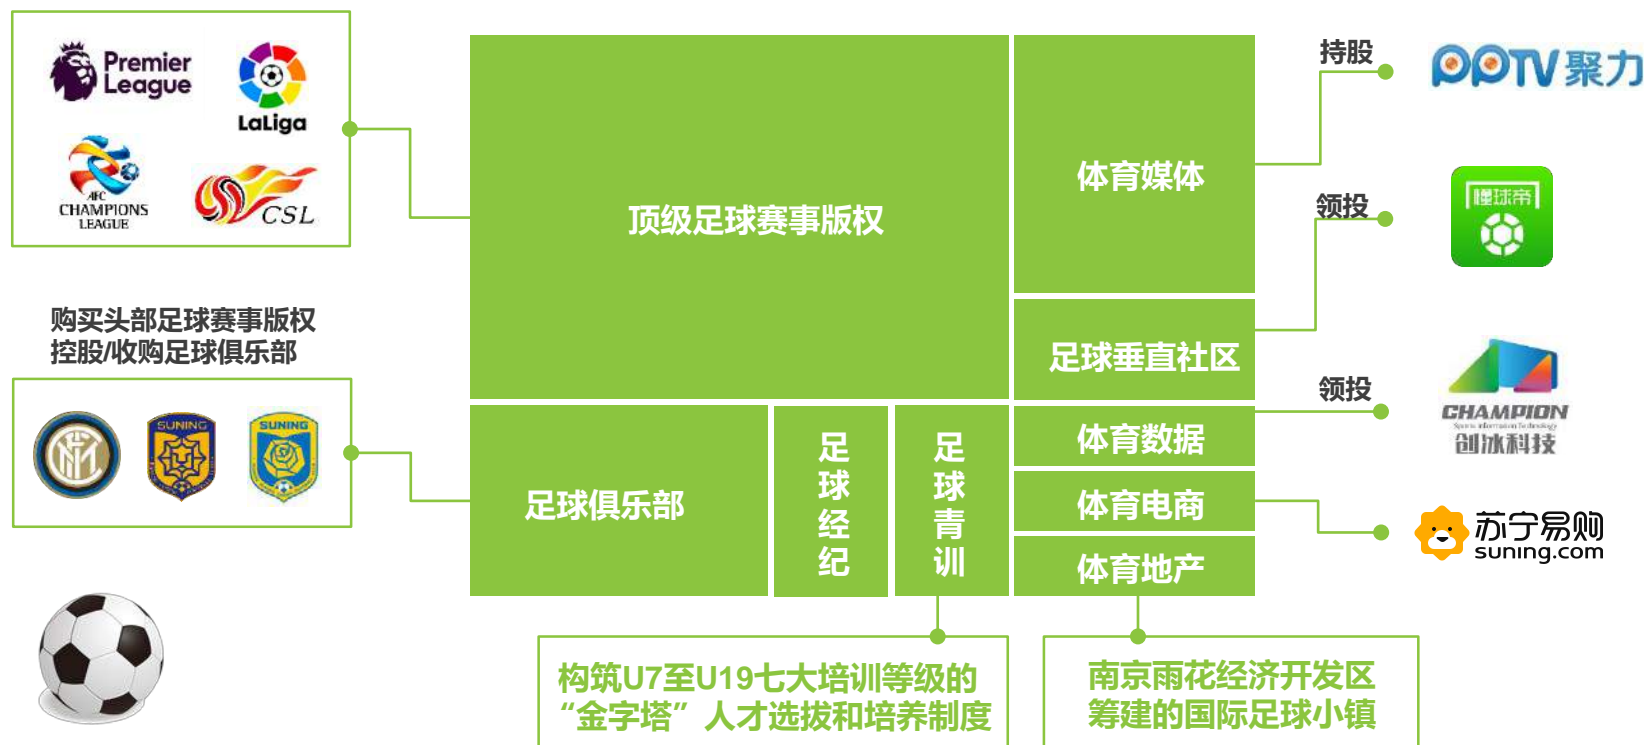 Premier
League
LaLiga
AFC
CHAMPIONS
LEAGUE
CSL
购买头部足球赛事版权
控股/收购足球俱乐部
SUNING
SUNING
顶级足球赛事版权
足球俱乐部
足球经纪
足球青训
体育媒体
足球垂直社区
体育数据
体育电商
体育地产
持股
PPTV聚力
领投
懂球帝
领投
CHAMPION
Sports Information Technology
创冰科技
苏宁易购
suning.com
构筑U7至U19七大培训等级的
“金字塔”人才选拔和培养制度
南京雨花经济开发区
筹建的国际足球小镇